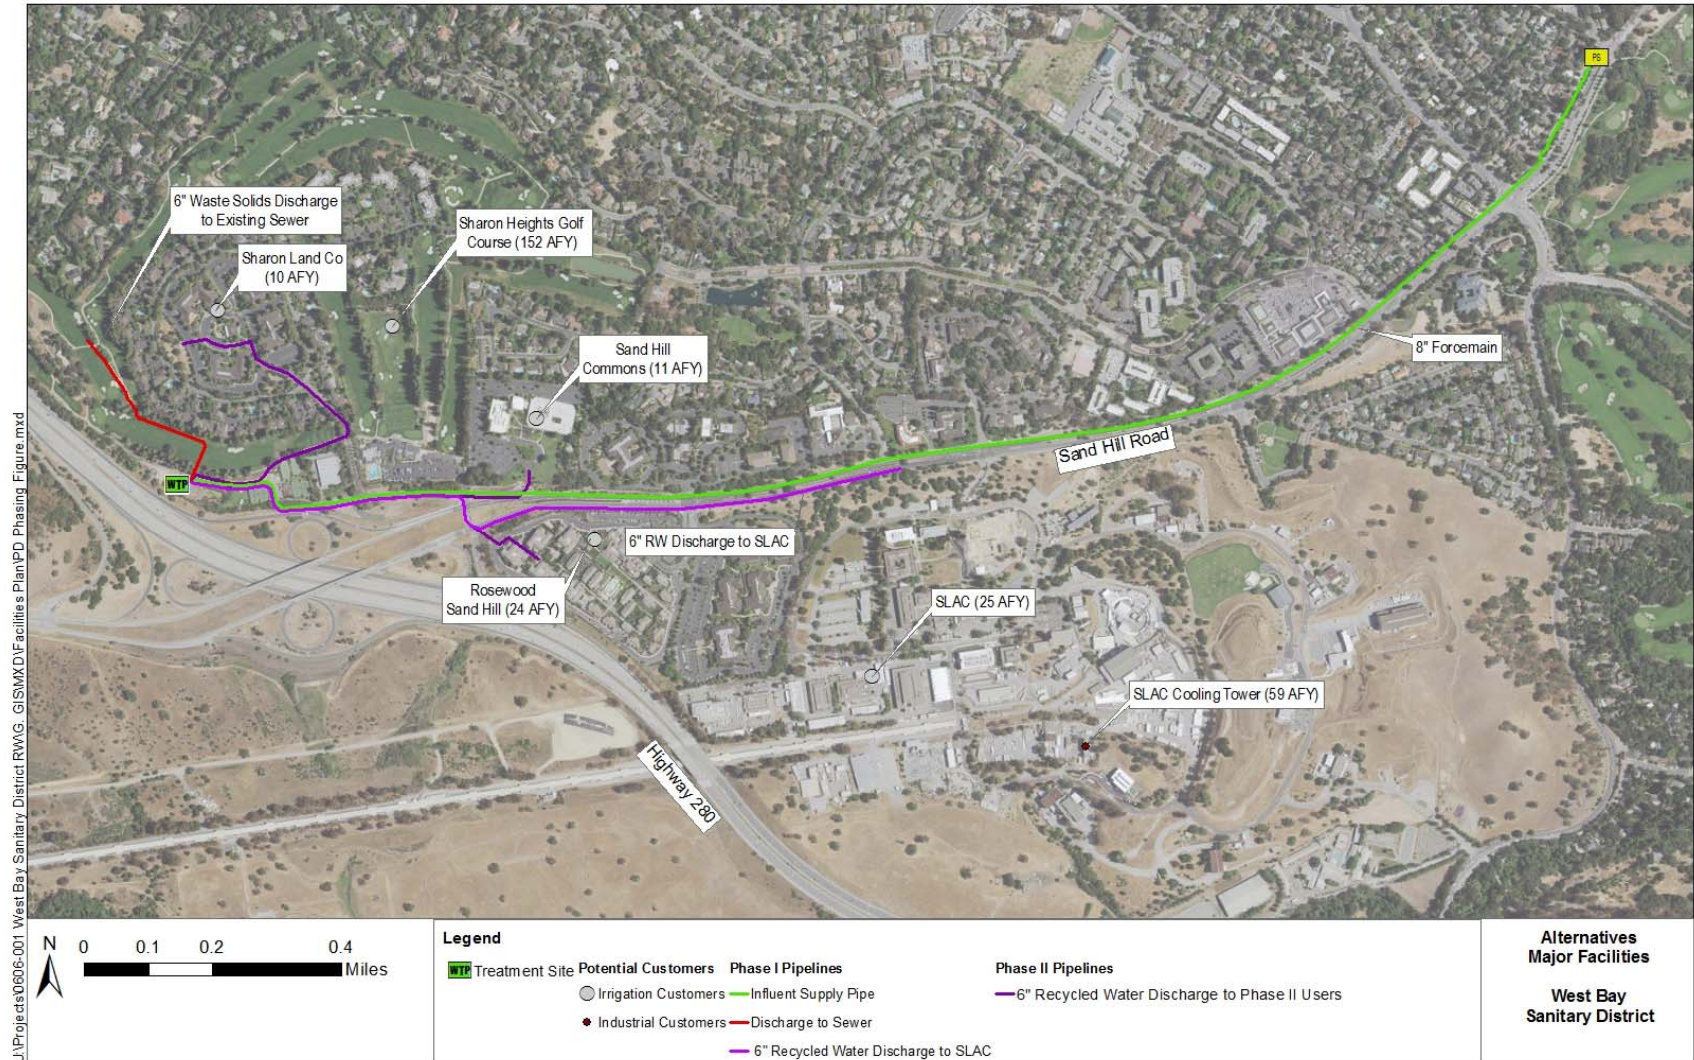 PS
6" Waste Solids Discharge
to Existing Sewer
Sharon Land Co
(10 AFY)
Sharon Heights Golf
Course (152 AFY)
Sand Hill
Commons (11 AFY)
8" Forcemain
Sand Hill Road
WTP
6" RW Discharge to SLAC
Rosewood
Sand Hill (24 AFY)
SLAC (25 AFY)
SLAC Cooling Tower (59 AFY)
Highway 280
J:\Projects\0606-001 West Bay Sanitary District RW\G. GIS\MXD\Facilities Plan\PD Phasing Figure.mxd
N
0 0.1 0.2 0.4
Miles
Legend
WTP Treatment Site
Potential Customers
Irrigation Customers
Industrial Customers
Phase I Pipelines
Influent Supply Pipe
Discharge to Sewer
6" Recycled Water Discharge to SLAC
Phase II Pipelines
6" Recycled Water Discharge to Phase II Users
Alternatives
Major Facilities
West Bay
Sanitary District